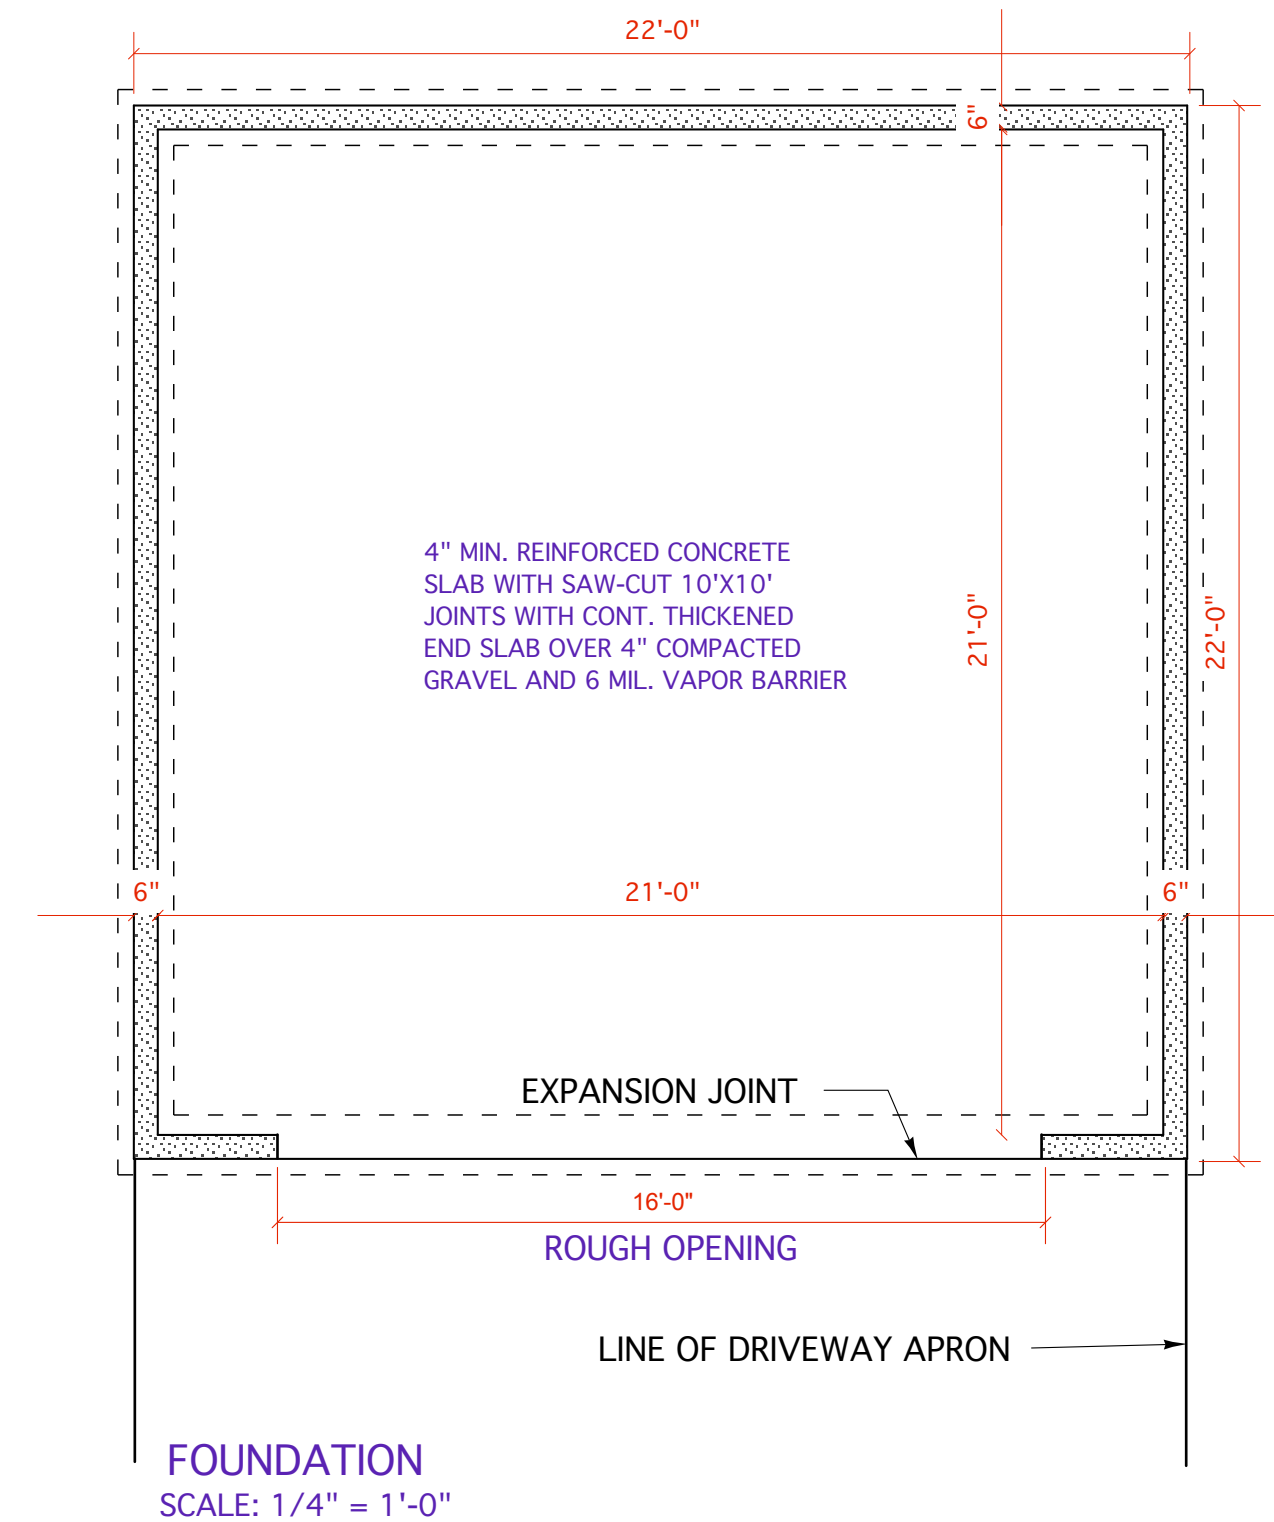 22'-0"
6"
4" MIN. REINFORCED CONCRETE
SLAB WITH SAW-CUT 10'X10'
JOINTS WITH CONT. THICKENED
END SLAB OVER 4" COMPACTED
GRAVEL AND 6 MIL. VAPOR BARRIER
21'-0"
22'-0"
6"
21'-0"
6"
EXPANSION JOINT
16'-0"
ROUGH OPENING
LINE OF DRIVEWAY APRON
FOUNDATION
SCALE: 1/4" = 1'-0"